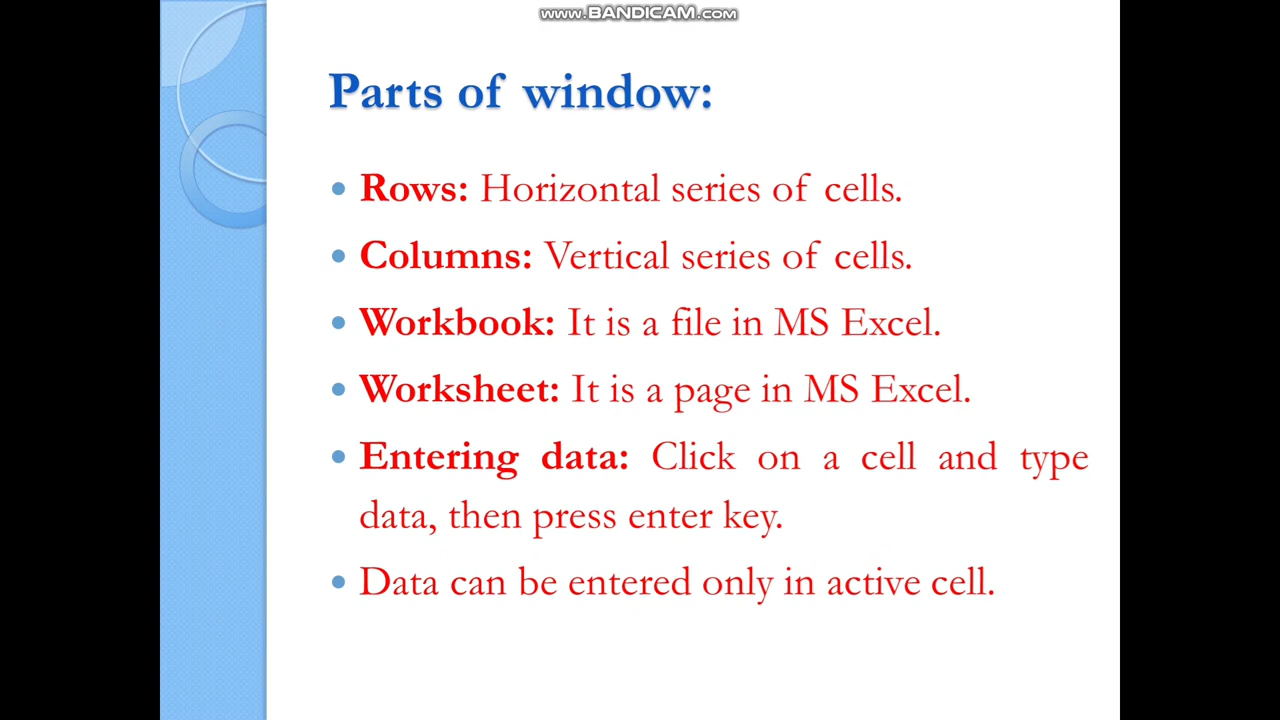 www.BANDICAM.com
Parts of window:
Rows: Horizontal series of cells.
Columns: Vertical series of cells.
Workbook: It is a file in MS Excel.
Worksheet: It is a page in MS Excel.
Entering data: Click on a cell and type
data, then press enter key.
Data can be entered only in active cell.